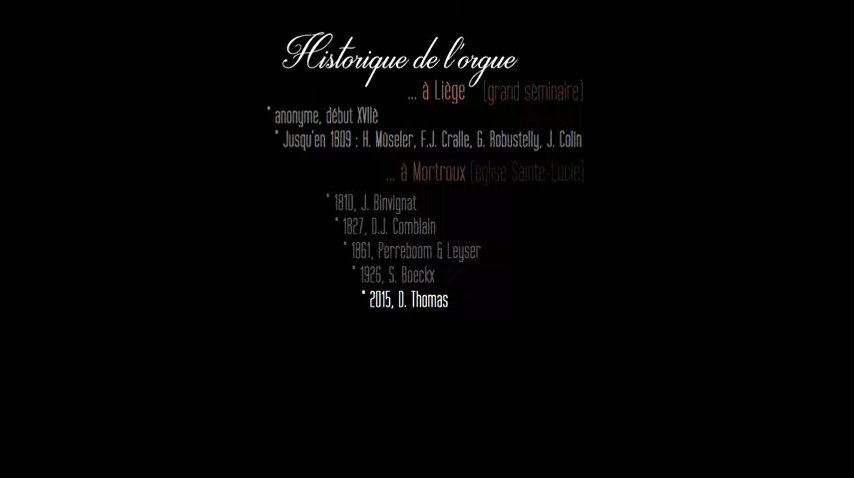 Historique de l'orgue
... à Liège (grand séminaire)
* anonyme, début XVIIè
* Jusqu'en 1809 : H. Müseler, F.J. Cralle, G. Robustelly, J. Colin
... à Mortroux (église Sainte-Lucie)
* 1810, J. Binvignat
* 1827, D.J. Comblain
* 1861, Perreboom & Leyser
* 1926, S. Boeckx
* 2015, D. Thomas